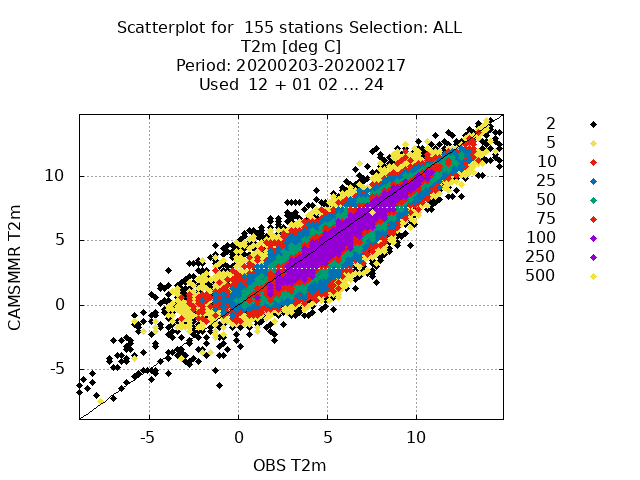 Scatterplot for  155 stations Selection: ALL
T2m [deg C]
Period: 20200203-20200217
Used  12 + 01 02 ... 24
CAMSMMR T2m
10
5
0
-5
-5 0 5 10
OBS T2m
2
5
10
25
50
75
100
250
500